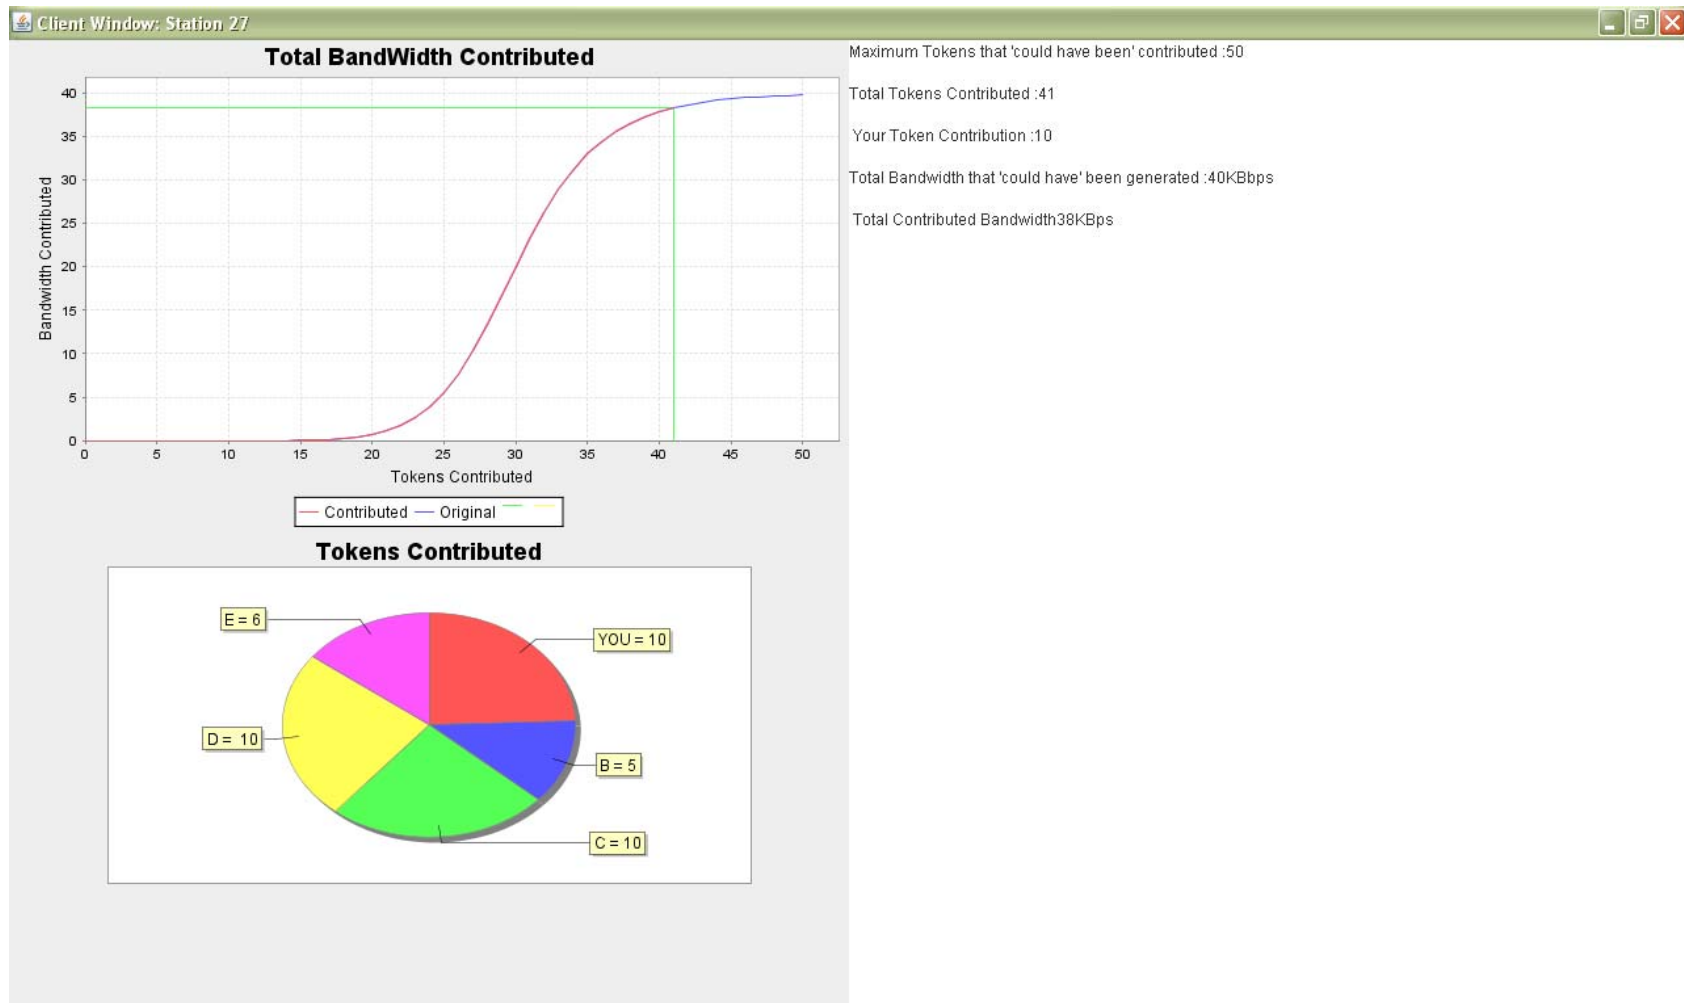 Client Window: Station 27
Total BandWidth Contributed
Bandwidth Contributed
40
35
30
25
20
15
10
5
0
0 5 10 15 20 25 30 35 40 45 50
Tokens Contributed
Contributed Original
Tokens Contributed
E = 6
YOU = 10
D = 10
B = 5
C = 10
Maximum Tokens that 'could have been' contributed :50
Total Tokens Contributed :41
Your Token Contribution :10
Total Bandwidth that 'could have' been generated :40KBbps
Total Contributed Bandwidth38KBps